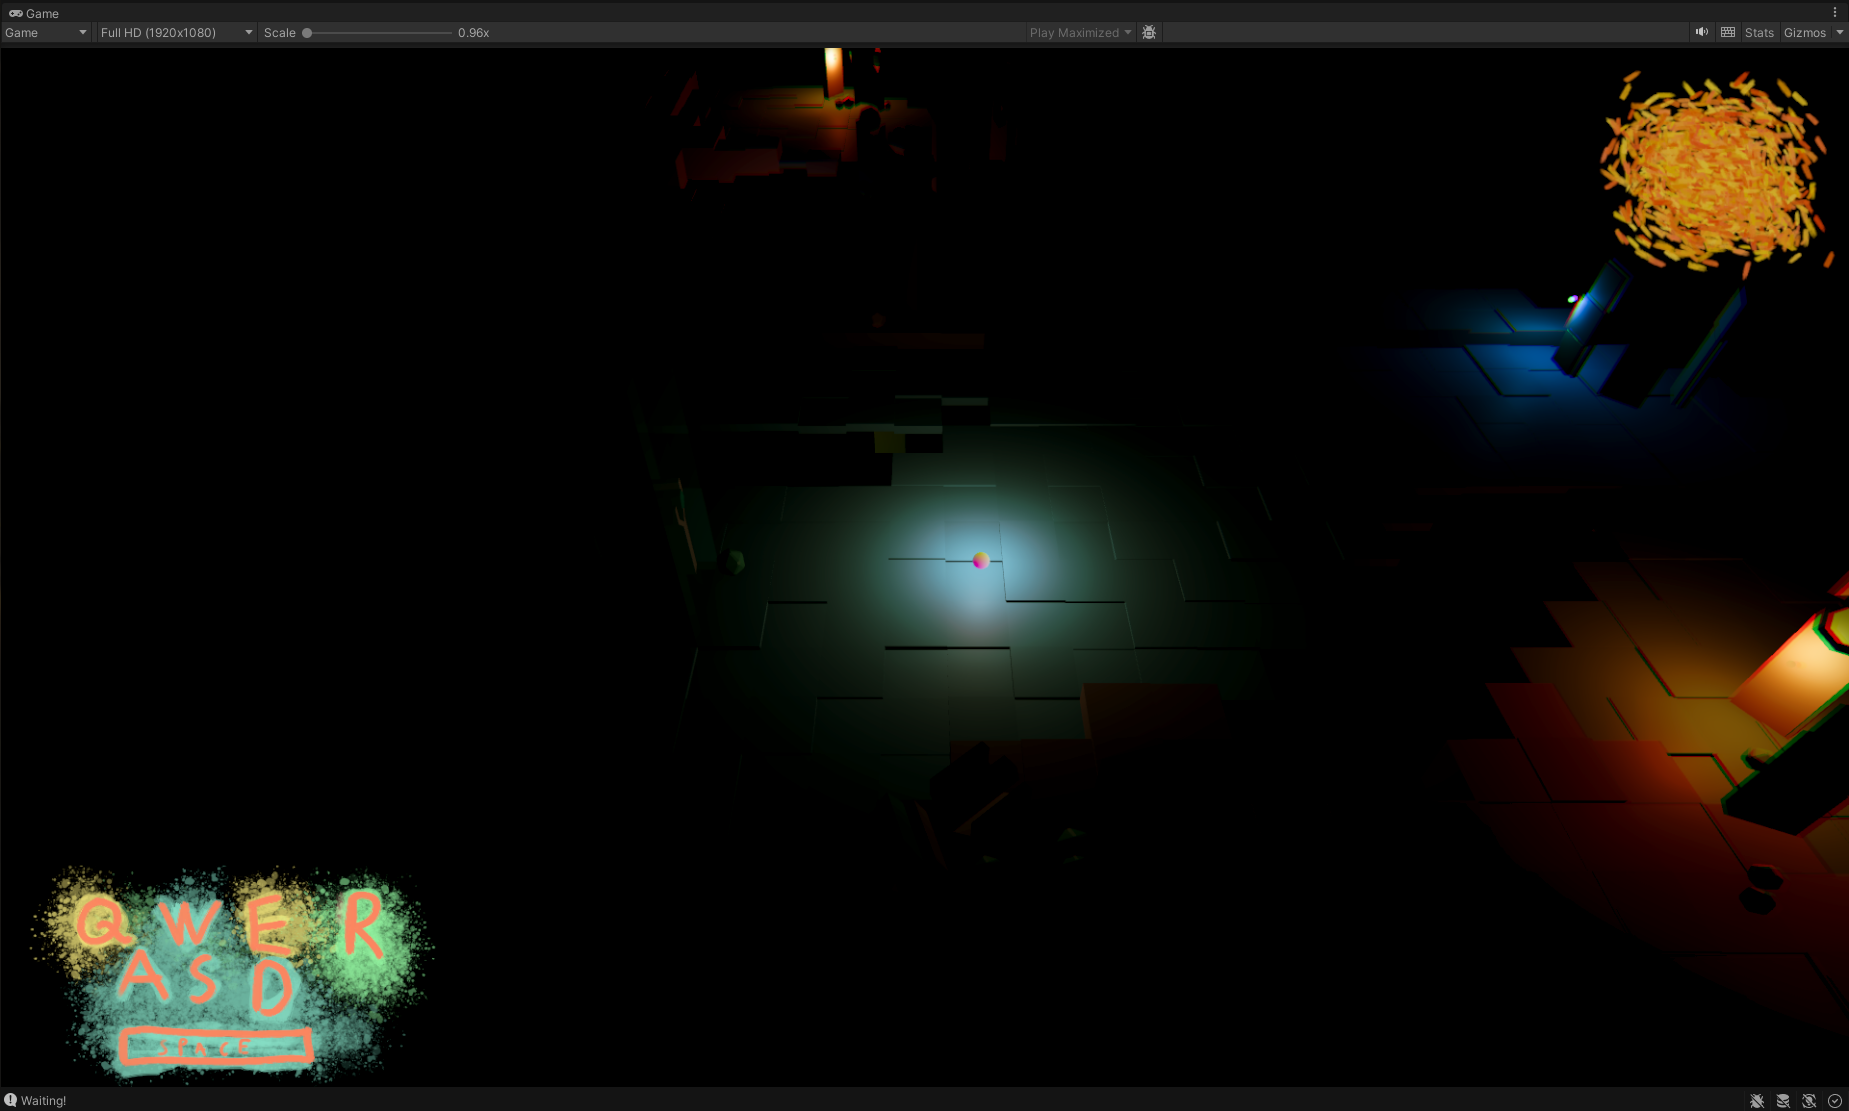 Game
Game Full HD (1920x1080) Scale 0.96x Play Maximized Stats Gizmos
Q W E R
A S D
SPACE
Waiting!